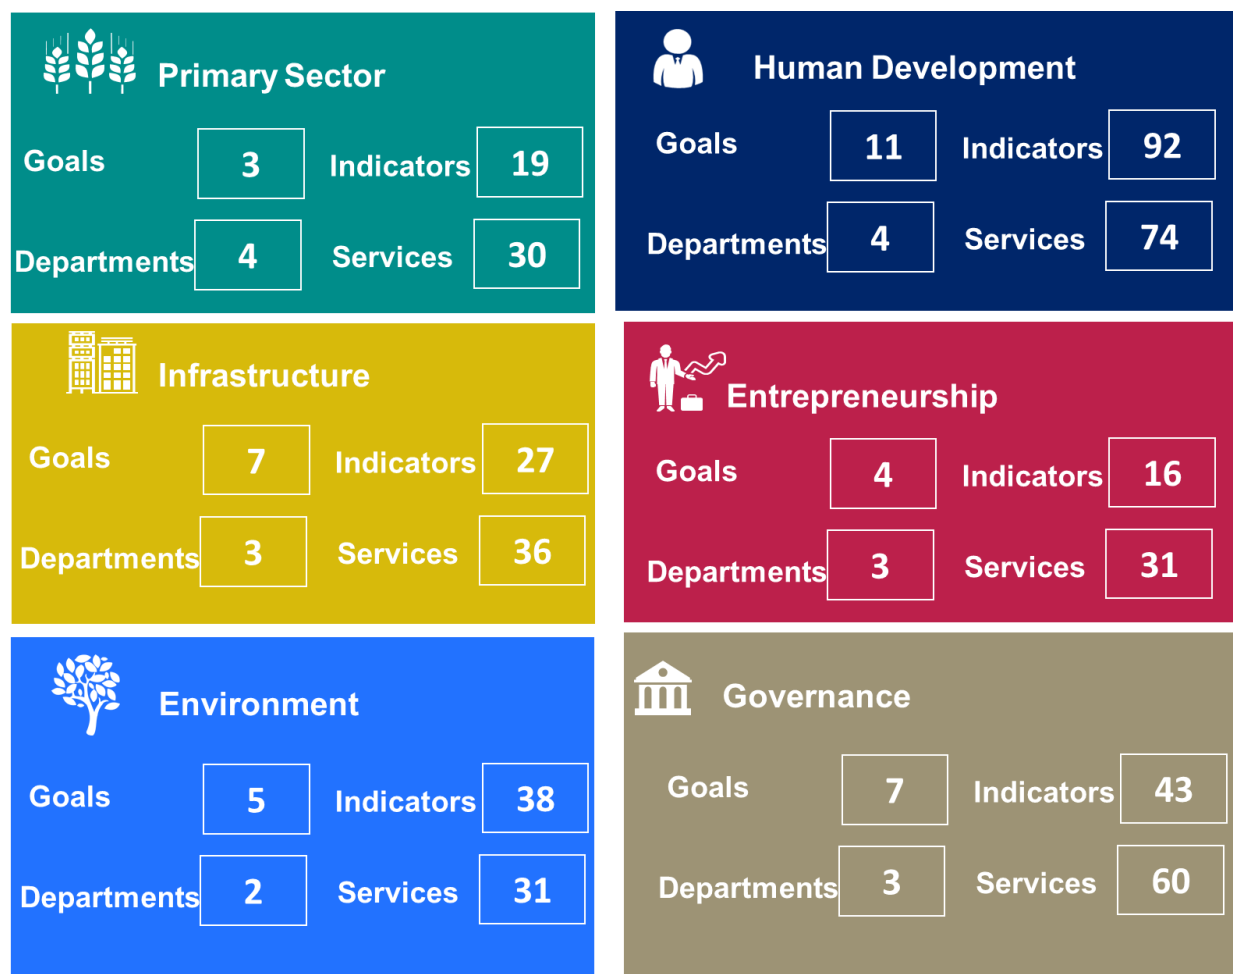 Primary Sector
Goals 3 Indicators 19
Departments 4 Services 30
Human Development
Goals 11 Indicators 92
Departments 4 Services 74
Infrastructure
Goals 7 Indicators 27
Departments 3 Services 36
Entrepreneurship
Goals 4 Indicators 16
Departments 3 Services 31
Environment
Goals 5 Indicators 38
Departments 2 Services 31
Governance
Goals 7 Indicators 43
Departments 3 Services 60